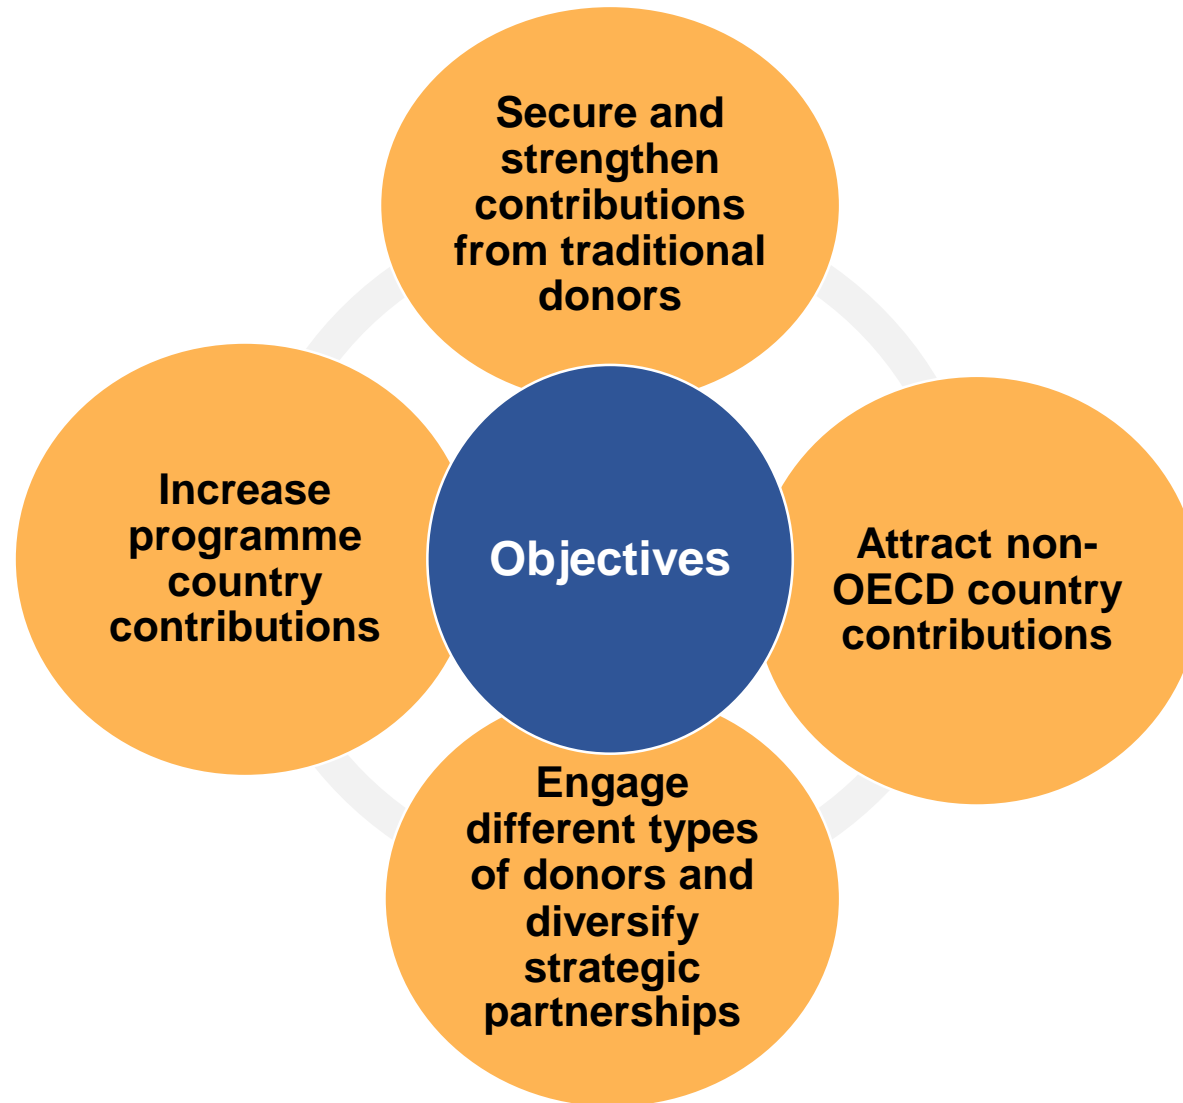 Secure and
strengthen
contributions
from traditional
donors
Increase
programme
country
contributions
Objectives
Attract non-
OECD country
contributions
Engage
different types
of donors and
diversify
strategic
partnerships